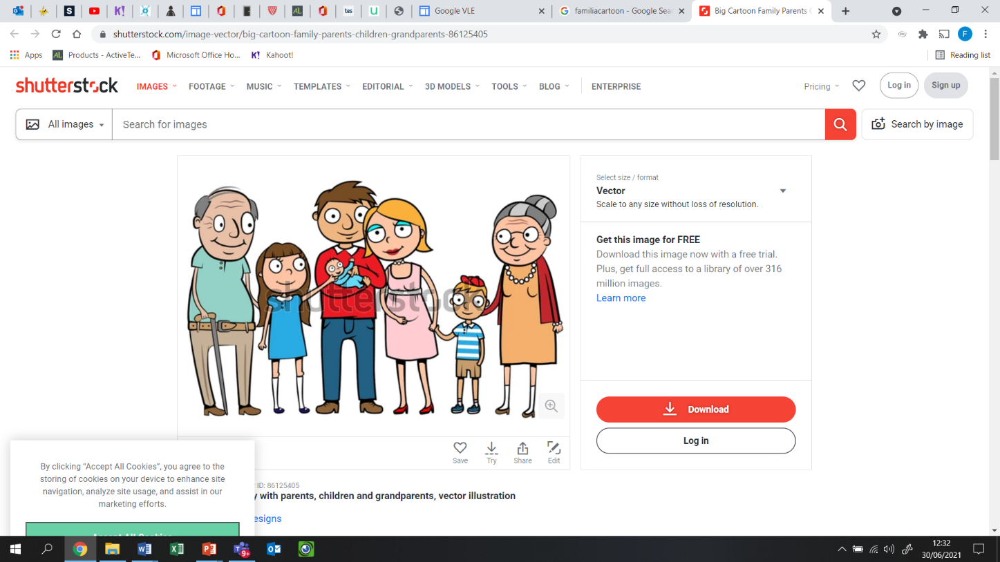 Google VLE
familiacartoon - Google Sear
Big Cartoon Family Parents C
shutterstock.com/image-vector/big-cartoon-family-parents-children-grandparents-86125405
F
Apps
AL Products - ActiveTe...
Microsoft Office Ho...
K! Kahoot!
Reading list
shutterstock
IMAGES FOOTAGE MUSIC TEMPLATES EDITORIAL 3D MODELS TOOLS BLOG ENTERPRISE
Pricing
Log in
Sign up
All images
Search for images
Search by image
shutterstock
Select size / format
Vector
Scale to any size without loss of resolution.
Get this image for FREE
Download this image now with a free trial.
Plus, get full access to a library of over 316
million images.
Learn more
Download
Log in
Save Try Share Edit
By clicking “Accept All Cookies”, you agree to the
storing of cookies on your device to enhance site
navigation, analyze site usage, and assist in our
marketing efforts.
Accept All Cookies
ID: 86125405
y with parents, children and grandparents, vector illustration
esigns
9+
12:32
30/06/2021